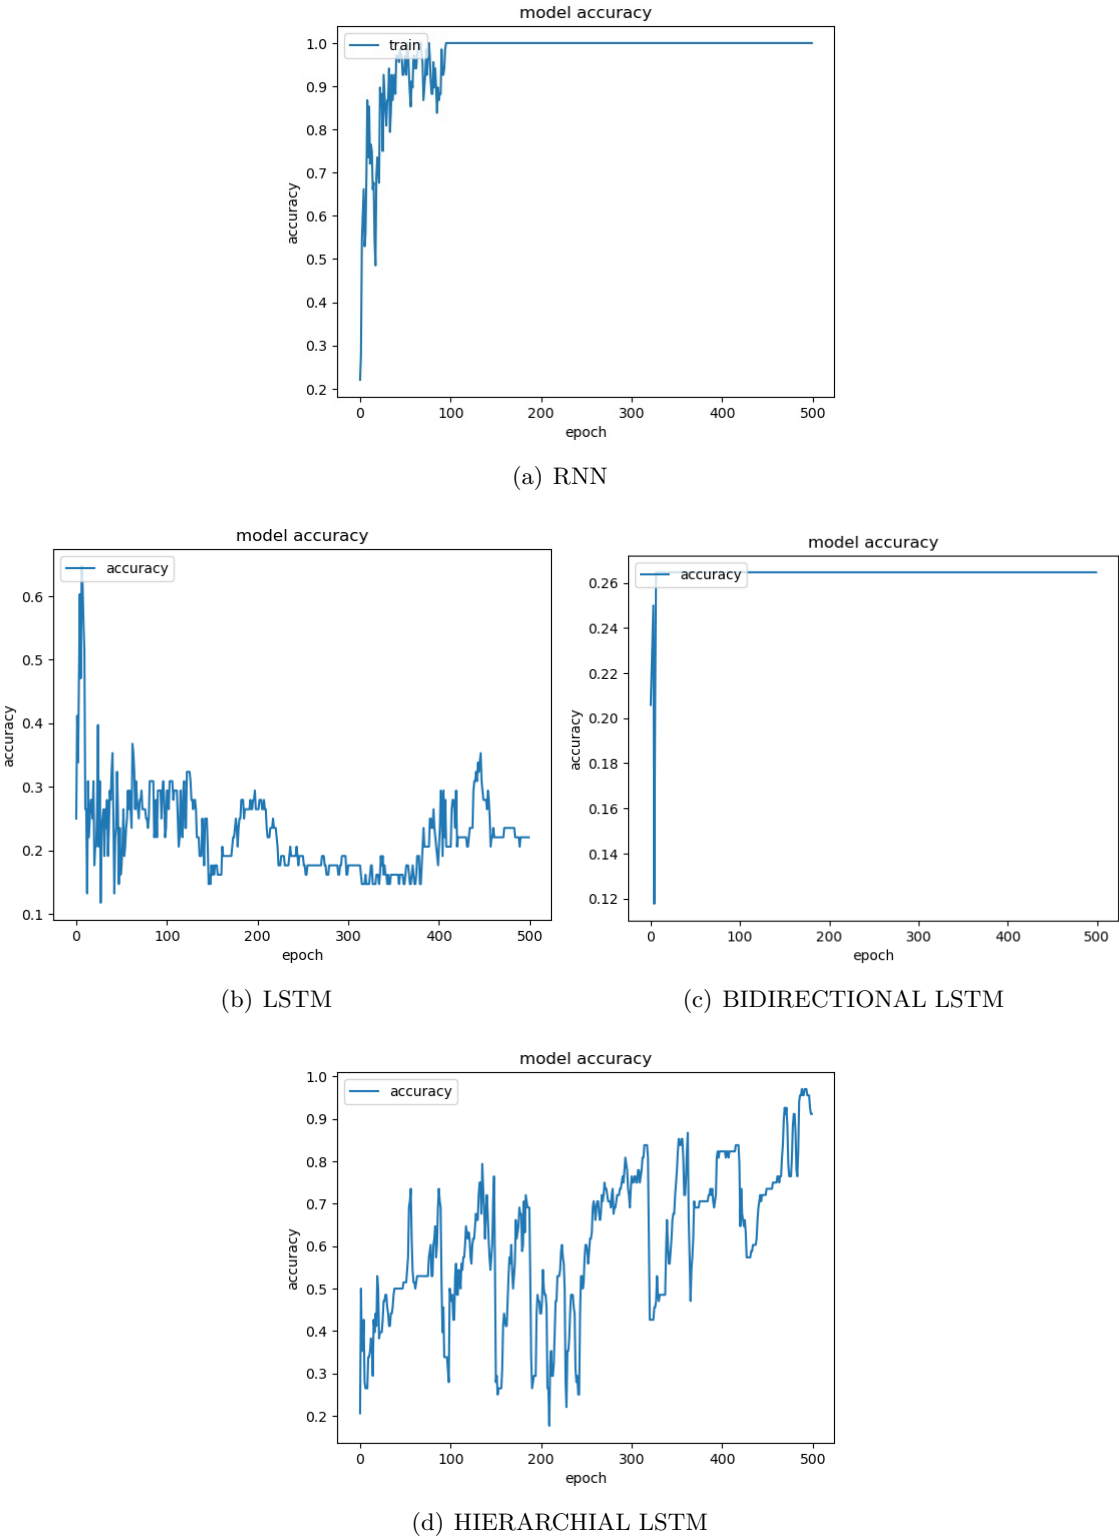 model accuracy
train
1.0
0.9
0.8
0.7
0.6
0.5
0.4
0.3
0.2
accuracy
0 100 200 300 400 500
epoch
(a) RNN
model accuracy
accuracy
0.6
0.5
0.4
0.3
0.2
0.1
accuracy
0 100 200 300 400 500
epoch
(b) LSTM
model accuracy
accuracy
0.26
0.24
0.22
0.20
0.18
0.16
0.14
0.12
accuracy
0 100 200 300 400 500
epoch
(c) BIDIRECTIONAL LSTM
model accuracy
accuracy
1.0
0.9
0.8
0.7
0.6
0.5
0.4
0.3
0.2
accuracy
0 100 200 300 400 500
epoch
(d) HIERARCHIAL LSTM